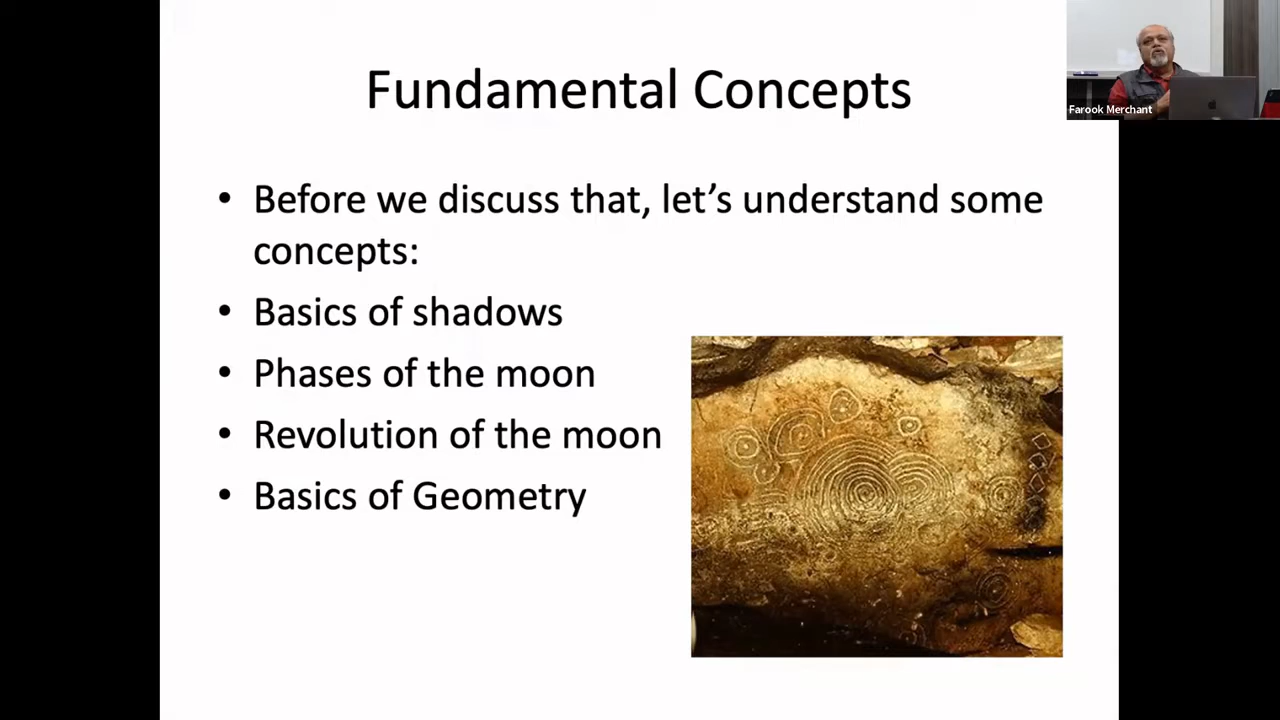 Fundamental Concepts
Farook Merchant
• Before we discuss that, let’s understand some
concepts:
• Basics of shadows
• Phases of the moon
• Revolution of the moon
• Basics of Geometry